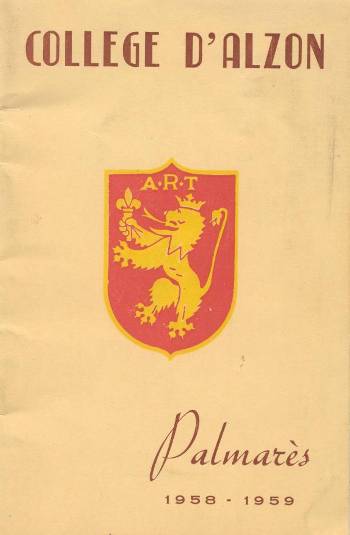 COLLEGE D'ALZON
A·R·T
Palmarès
1958 - 1959